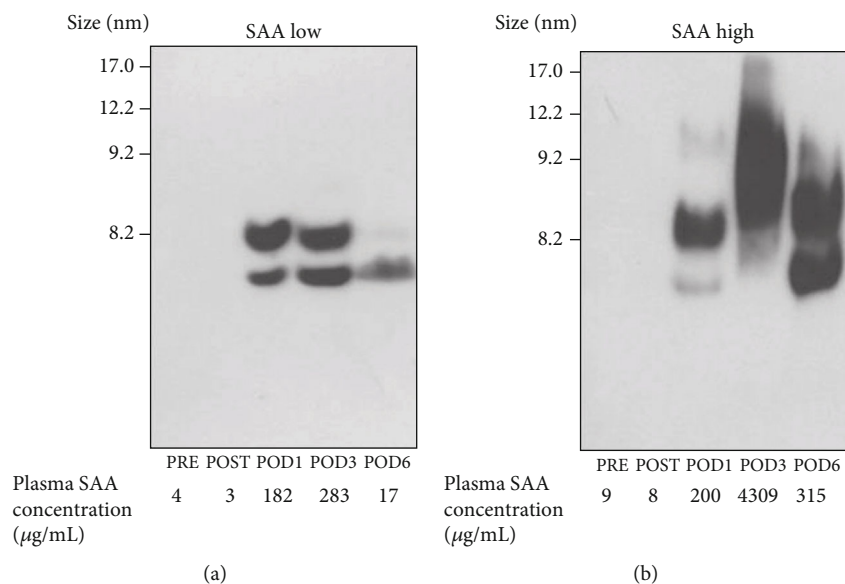 Size (nm)
SAA low
17.0
12.2
9.2
8.2
PRE POST POD1 POD3 POD6
Plasma SAA
concentration
(µg/mL)
4 3 182 283 17
(a)
Size (nm)
SAA high
17.0
12.2
9.2
8.2
PRE POST POD1 POD3 POD6
Plasma SAA
concentration
(µg/mL)
9 8 200 4309 315
(b)